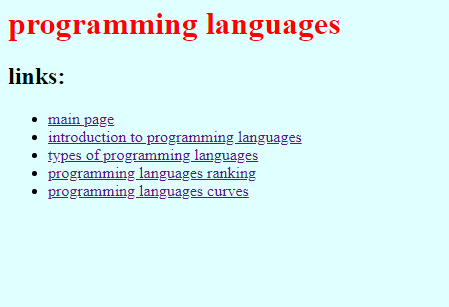 programming languages
links:
main page
introduction to programming languages
types of programming languages
programming languages ranking
programming languages curves